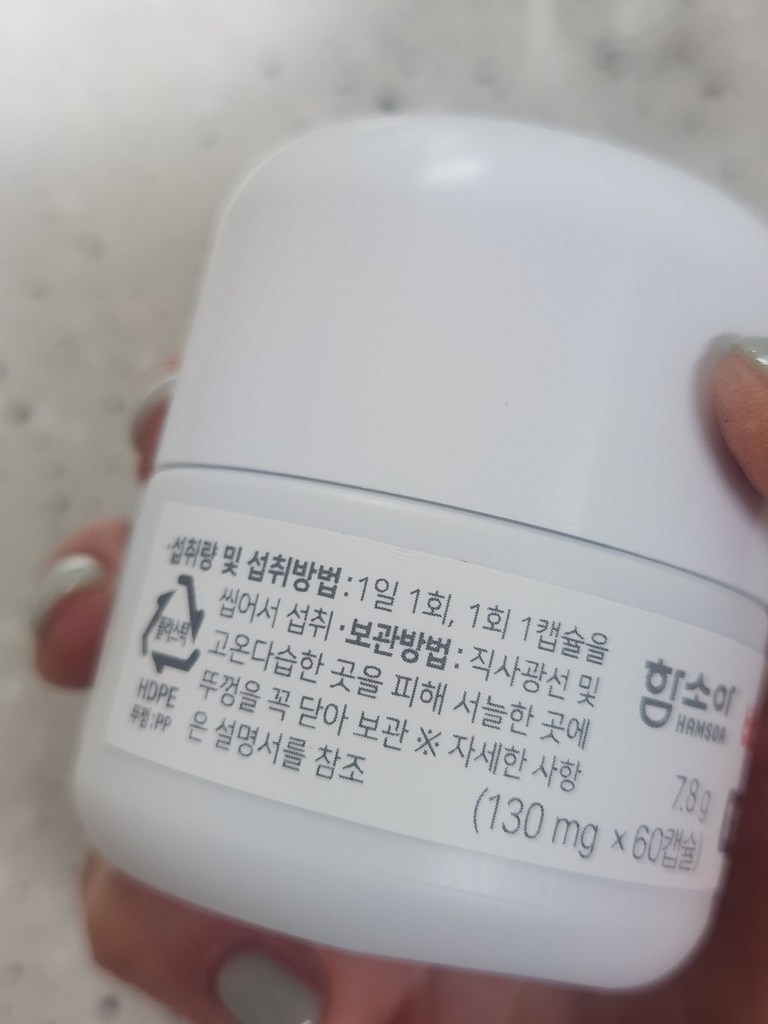 ·섭취량 및 섭취방법 : 1일 1회, 1회 1캡슐을
씹어서 섭취 ·보관방법 : 직사광선 및
고온다습한 곳을 피해 서늘한 곳에
뚜껑을 꼭 닫아 보관 ※ 자세한 사항
은 설명서를 참조
플라스틱
HDPE
뚜껑:PP
함소아
HAMSOA
7.8 g
(130 mg x 60캡슐)